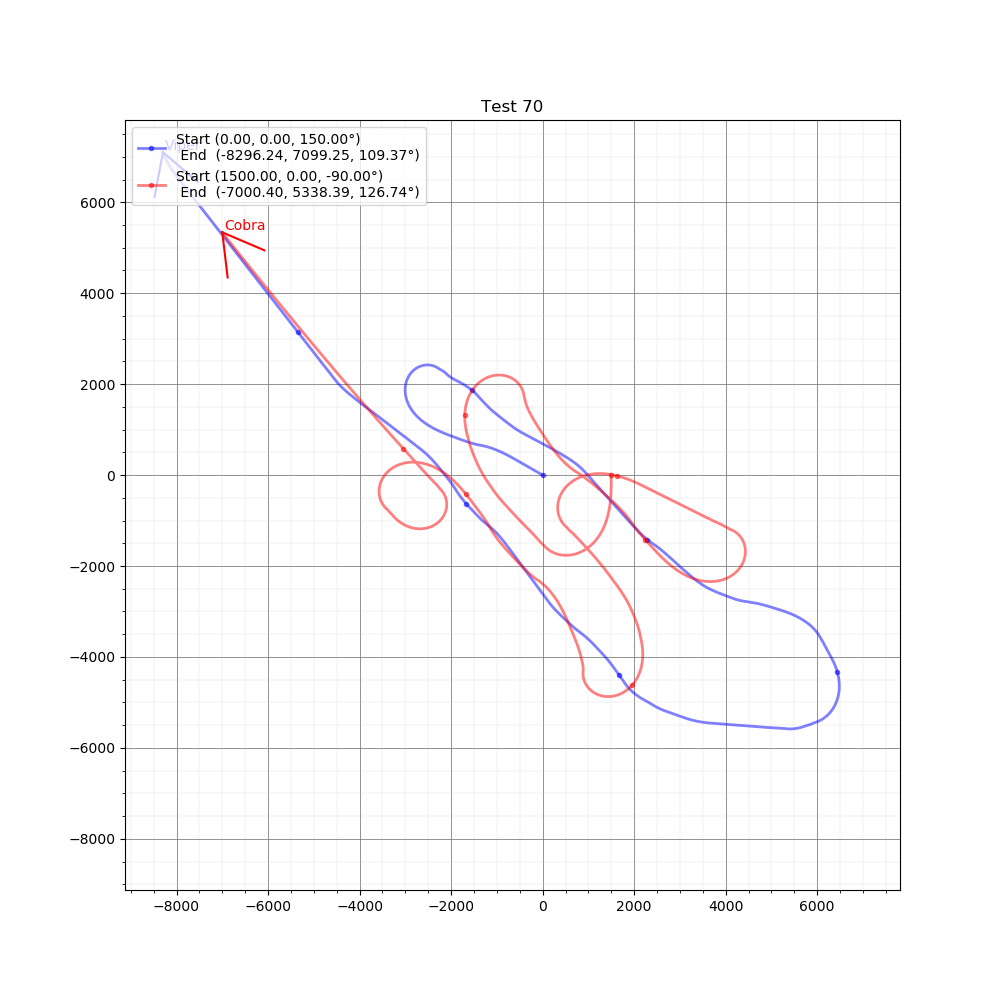 Test 70
Start (0.00, 0.00, 150.00°)
End (-8296.24, 7099.25, 109.37°)
Start (1500.00, 0.00, -90.00°)
End (-7000.40, 5338.39, 126.74°)
Cobra
6000
4000
2000
0
−2000
−4000
−6000
−8000
−8000 −6000 −4000 −2000 0 2000 4000 6000